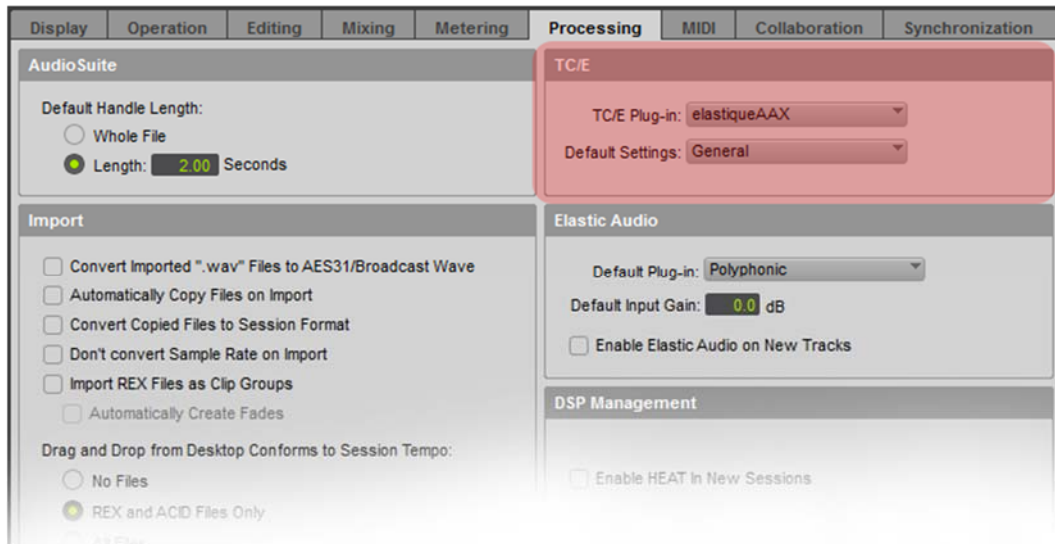 Display Operation Editing Mixing Metering Processing MIDI Collaboration Synchronization
AudioSuite
Default Handle Length:
Whole File
Length: 2.00 Seconds
TC/E
TC/E Plug-in: elastiqueAAX
Default Settings: General
Import
Convert Imported ".wav" Files to AES31/Broadcast Wave
Automatically Copy Files on Import
Convert Copied Files to Session Format
Don't convert Sample Rate on Import
Import REX Files as Clip Groups
Automatically Create Fades
Drag and Drop from Desktop Conforms to Session Tempo:
No Files
REX and ACID Files Only
All Files
Elastic Audio
Default Plug-in: Polyphonic
Default Input Gain: 0.0 dB
Enable Elastic Audio on New Tracks
DSP Management
Enable HEAT In New Sessions